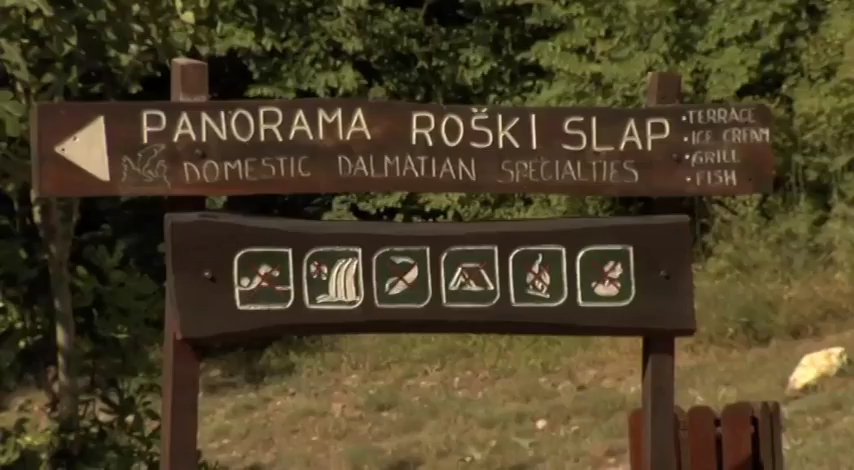 PANORAMA ROŠKI SLAP
DOMESTIC DALMATIAN SPECIALTIES
•TERRACE
•ICE CREAM
•GRILL
•FISH